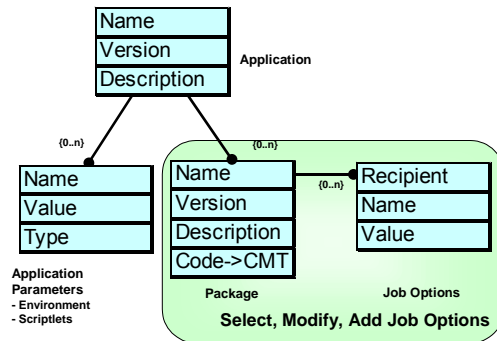 Name
Version
Description
Application
{0..n}
{0..n}
Name
Value
Type
Name
Version
Description
Code->CMT
{0..n}
Recipient
Name
Value
Application
Parameters
- Environment
- Scriptlets
Package
Job Options
Select, Modify, Add Job Options